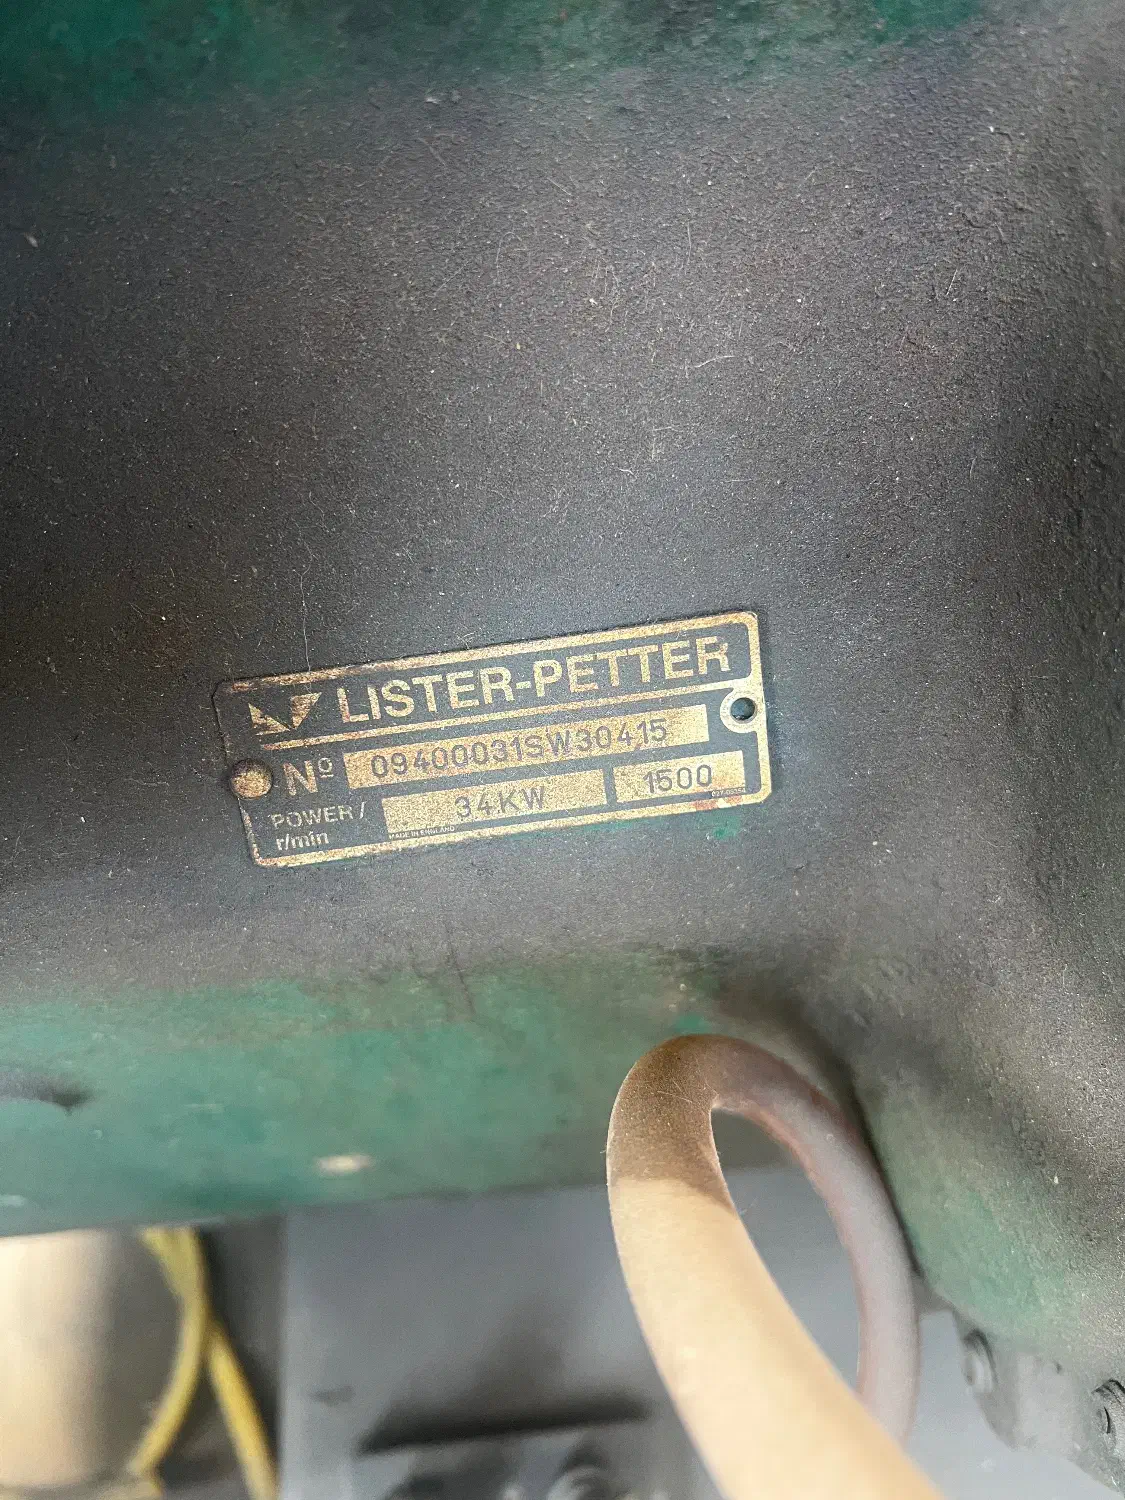 LISTER-PETTER
Nº 09400031SW30415
POWER/ 34KW 1500
r/min
MADE IN ENGLAND